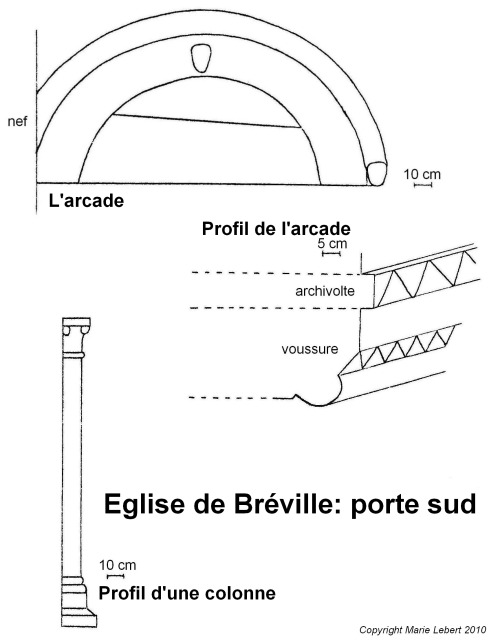 nef
10 cm
L'arcade
Profil de l'arcade
5 cm
archivolte
voussure
Eglise de Bréville: porte sud
10 cm
Profil d'une colonne
Copyright Marie Lebert 2010